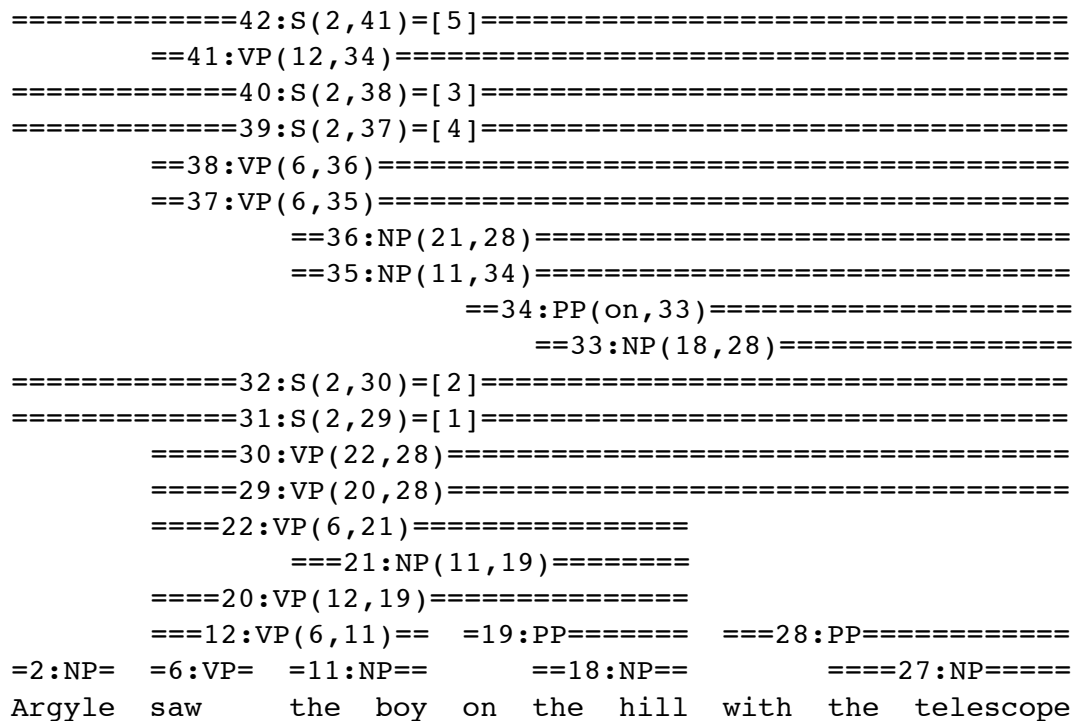 =============42:S(2,41)=[5]==================================
        ==41:VP(12,34)=======================================
=============40:S(2,38)=[3]==================================
=============39:S(2,37)=[4]==================================
        ==38:VP(6,36)========================================
        ==37:VP(6,35)========================================
                ==36:NP(21,28)===============================
                ==35:NP(11,34)===============================
                          ==34:PP(on,33)=====================
                              ==33:NP(18,28)=================
=============32:S(2,30)=[2]==================================
=============31:S(2,29)=[1]==================================
        =====30:VP(22,28)====================================
        =====29:VP(20,28)====================================
        ====22:VP(6,21)================
                ===21:NP(11,19)========
        ====20:VP(12,19)===============
        ===12:VP(6,11)==  =19:PP=======  ===28:PP============
=2:NP=  =6:VP=  =11:NP==      ==18:NP==        ====27:NP=====
Argyle  saw     the  boy  on  the  hill  with  the  telescope